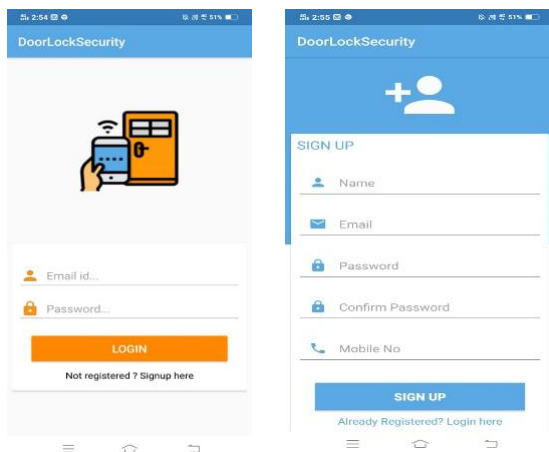 2:54
51%
DoorLockSecurity
Email id...
Password...
LOGIN
Not registered ? Signup here
2:55
51%
DoorLockSecurity
SIGN UP
Name
Email
Password
Confirm Password
Mobile No
SIGN UP
Already Registered? Login here